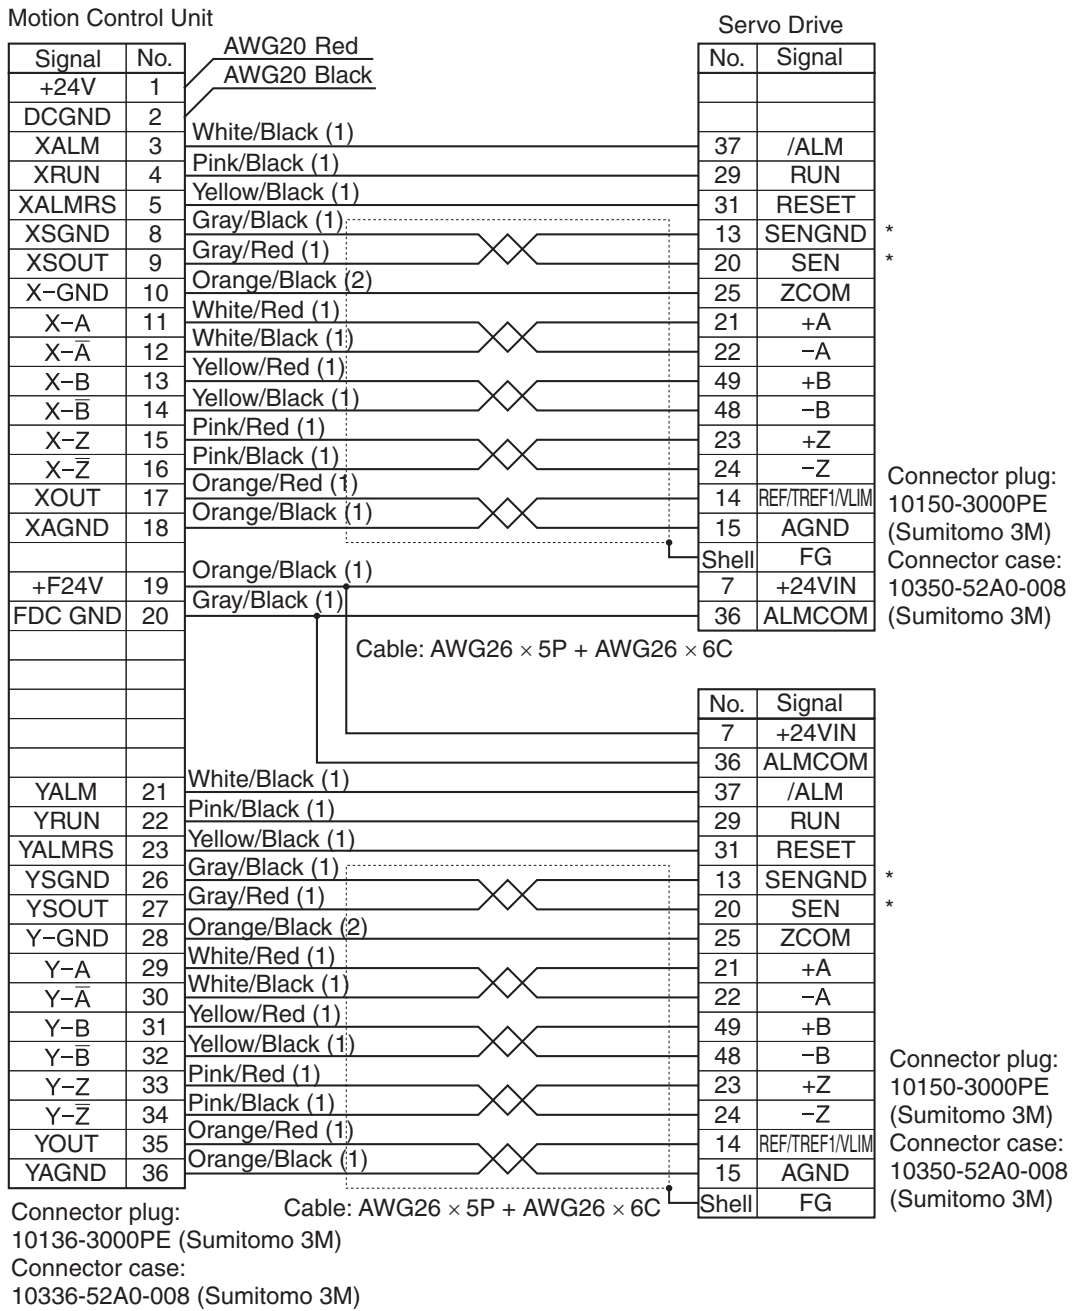 Motion Control Unit
Servo Drive
Signal No. AWG20 Red No. Signal
+24V 1 AWG20 Black
DCGND 2
XALM 3 White/Black (1) 37 /ALM
XRUN 4 Pink/Black (1) 29 RUN
XALMRS 5 Yellow/Black (1) 31 RESET
XSGND 8 Gray/Black (1) 13 SENGND *
XSOUT 9 Gray/Red (1) 20 SEN *
X−GND 10 Orange/Black (2) 25 ZCOM
X−A 11 White/Red (1) 21 +A
X−A̅ 12 White/Black (1) 22 −A
X−B 13 Yellow/Red (1) 49 +B
X−B̅ 14 Yellow/Black (1) 48 −B
X−Z 15 Pink/Red (1) 23 +Z
X−Z̅ 16 Pink/Black (1) 24 −Z
XOUT 17 Orange/Red (1) 14 REF/TREF1/VLIM
XAGND 18 Orange/Black (1) 15 AGND
Shell FG
+F24V 19 Orange/Black (1) 7 +24VIN
FDC GND 20 Gray/Black (1) 36 ALMCOM
Connector plug:
10150-3000PE
(Sumitomo 3M)
Connector case:
10350-52A0-008
(Sumitomo 3M)
Cable: AWG26 × 5P + AWG26 × 6C
No. Signal
7 +24VIN
36 ALMCOM
YALM 21 White/Black (1) 37 /ALM
YRUN 22 Pink/Black (1) 29 RUN
YALMRS 23 Yellow/Black (1) 31 RESET
YSGND 26 Gray/Black (1) 13 SENGND *
YSOUT 27 Gray/Red (1) 20 SEN *
Y−GND 28 Orange/Black (2) 25 ZCOM
Y−A 29 White/Red (1) 21 +A
Y−A̅ 30 White/Black (1) 22 −A
Y−B 31 Yellow/Red (1) 49 +B
Y−B̅ 32 Yellow/Black (1) 48 −B
Y−Z 33 Pink/Red (1) 23 +Z
Y−Z̅ 34 Pink/Black (1) 24 −Z
YOUT 35 Orange/Red (1) 14 REF/TREF1/VLIM
YAGND 36 Orange/Black (1) 15 AGND
Shell FG
Connector plug:
10150-3000PE
(Sumitomo 3M)
Connector case:
10350-52A0-008
(Sumitomo 3M)
Cable: AWG26 × 5P + AWG26 × 6C
Connector plug:
10136-3000PE (Sumitomo 3M)
Connector case:
10336-52A0-008 (Sumitomo 3M)